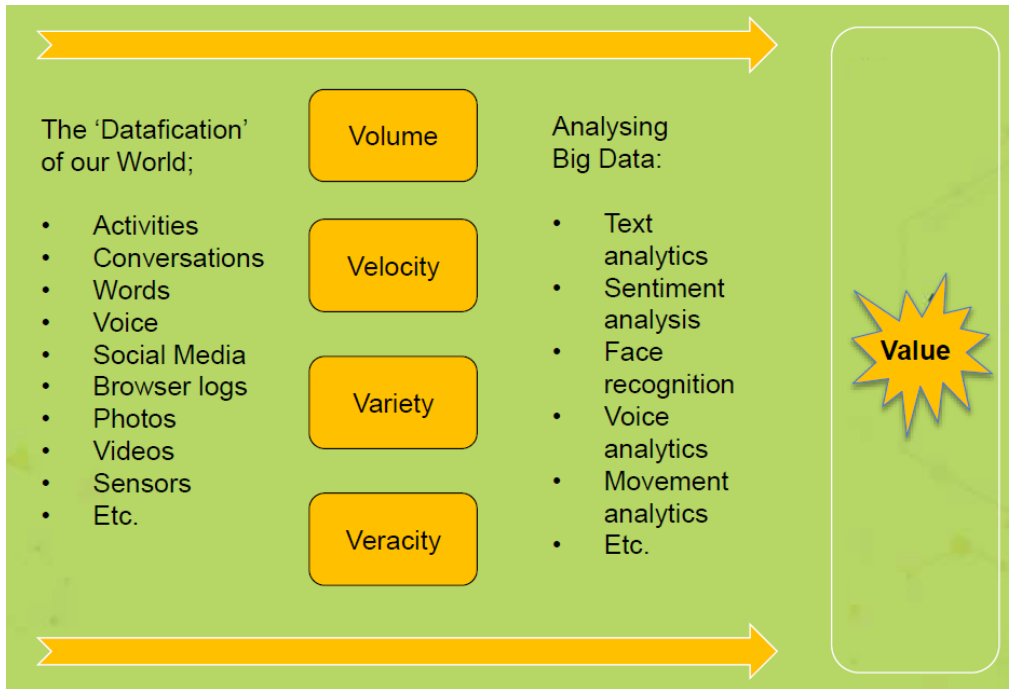 The ‘Datafication’
of our World;
• Activities
• Conversations
• Words
• Voice
• Social Media
• Browser logs
• Photos
• Videos
• Sensors
• Etc.
Volume
Velocity
Variety
Veracity
Analysing
Big Data:
• Text
analytics
• Sentiment
analysis
• Face
recognition
• Voice
analytics
• Movement
analytics
• Etc.
Value